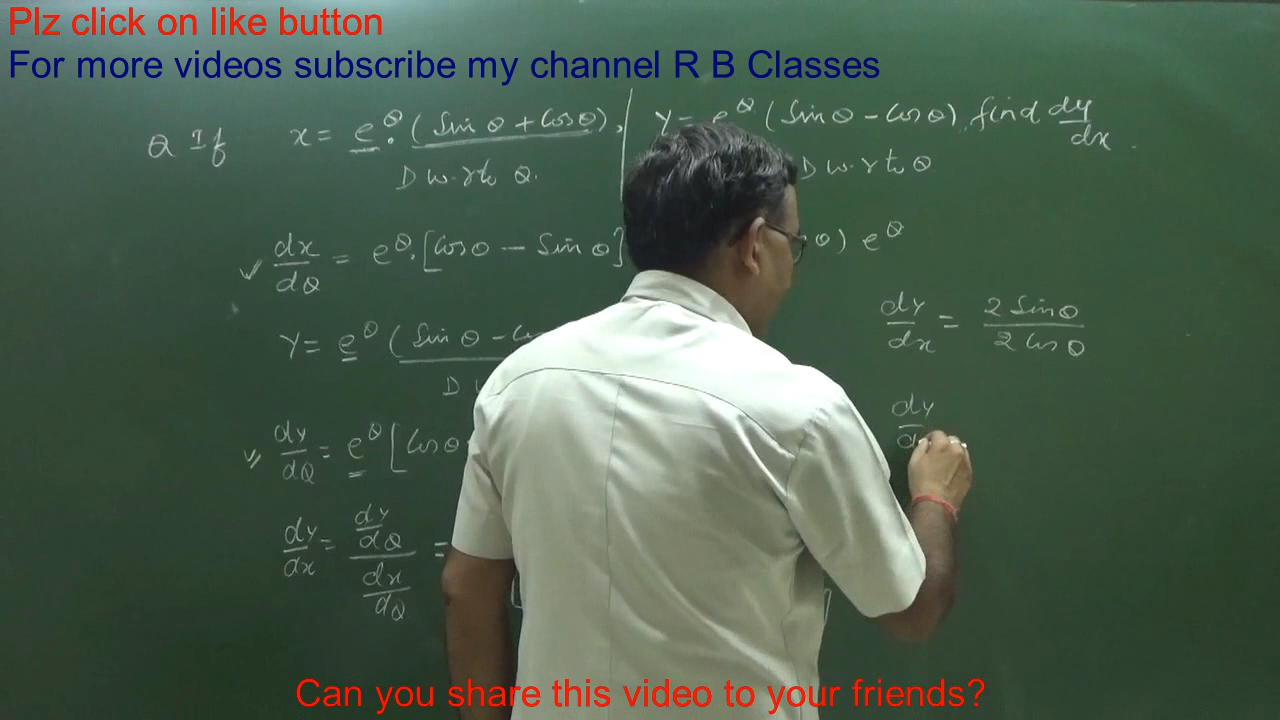 Plz click on like button
For more videos subscribe my channel R B Classes
Q If x = e^θ.(Sin θ + Cos θ), y = e^θ (Sin θ - Cos θ), find dy/dx.
D w.r to θ. D w.r to θ
dx/dθ = e^θ.[Cos θ - Sin θ] θ) e^θ
dy/dx = 2 Sin θ / 2 Cos θ
Y = e^θ (Sin θ -
D
dy
dy/dθ = e^θ [Cos θ
dy/dx = dy/dθ / dx/dθ =
Can you share this video to your friends?